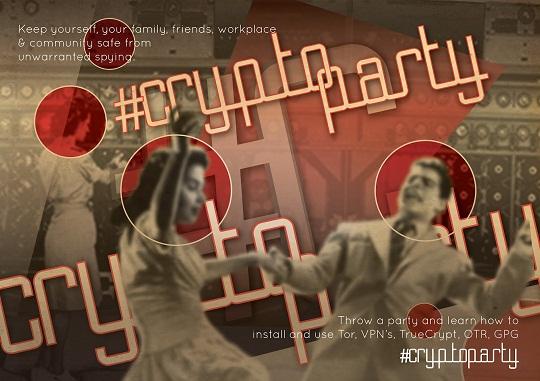 Keep yourself, your family, friends, workplace
& community safe from
unwarranted spying.
#cryptoparty
cryptoparty
Throw a party and learn how to
install and use Tor, VPN's, TrueCrypt, OTR, GPG
#cryptoparty